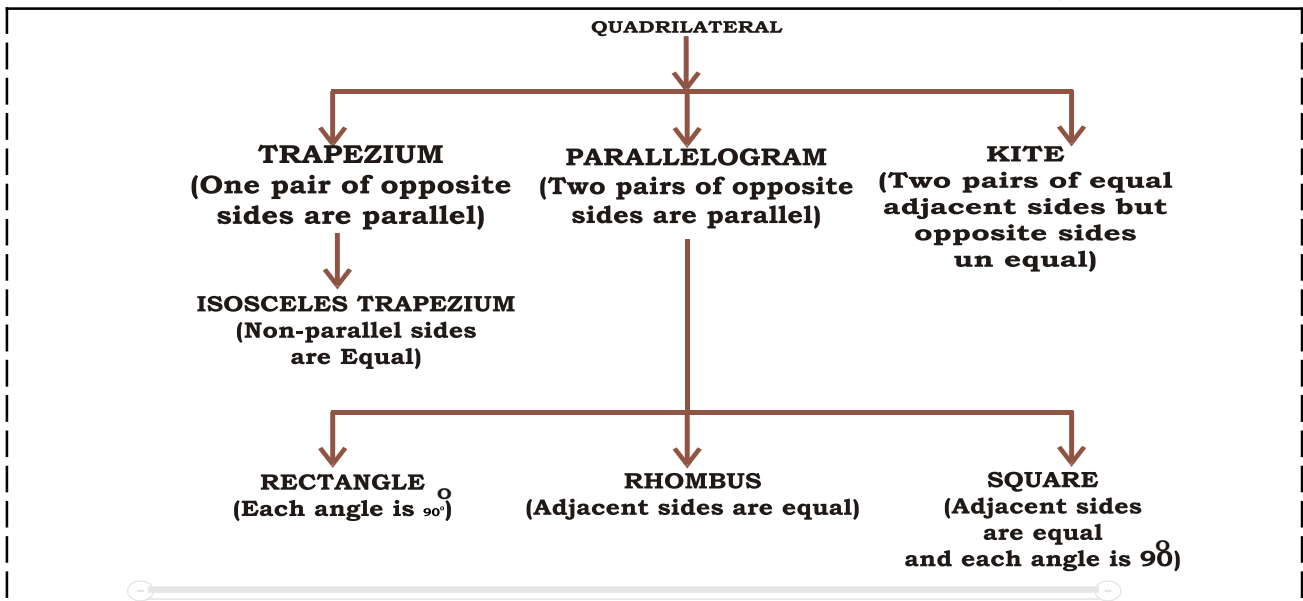 QUADRILATERAL
TRAPEZIUM
(One pair of opposite
sides are parallel)
PARALLELOGRAM
(Two pairs of opposite
sides are parallel)
KITE
(Two pairs of equal
adjacent sides but
opposite sides
un equal)
ISOSCELES TRAPEZIUM
(Non-parallel sides
are Equal)
RECTANGLE
(Each angle is 90°)
RHOMBUS
(Adjacent sides are equal)
SQUARE
(Adjacent sides
are equal
and each angle is 90°)